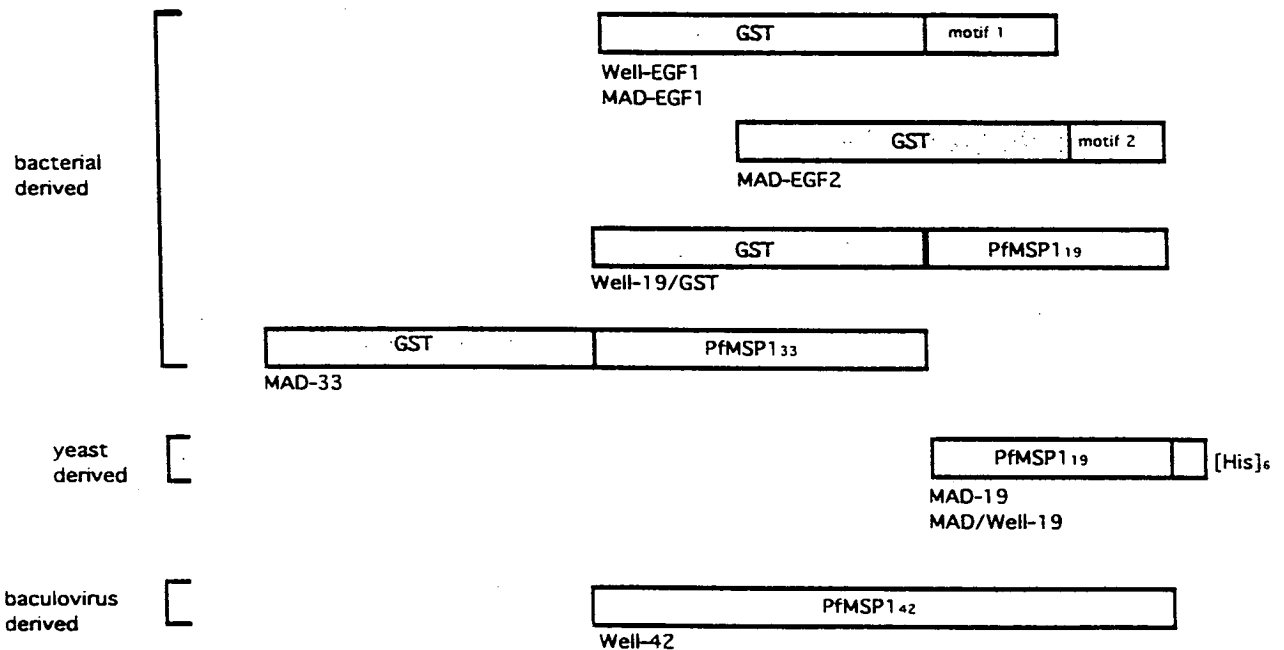 GST motif 1
Well-EGF1
MAD-EGF1
bacterial
derived
GST motif 2
MAD-EGF2
GST PfMSP1₁₉
Well-19/GST
GST PfMSP1₃₃
MAD-33
yeast
derived
PfMSP1₁₉ [His]₆
MAD-19
MAD/Well-19
baculovirus
derived
PfMSP1₄₂
Well-42